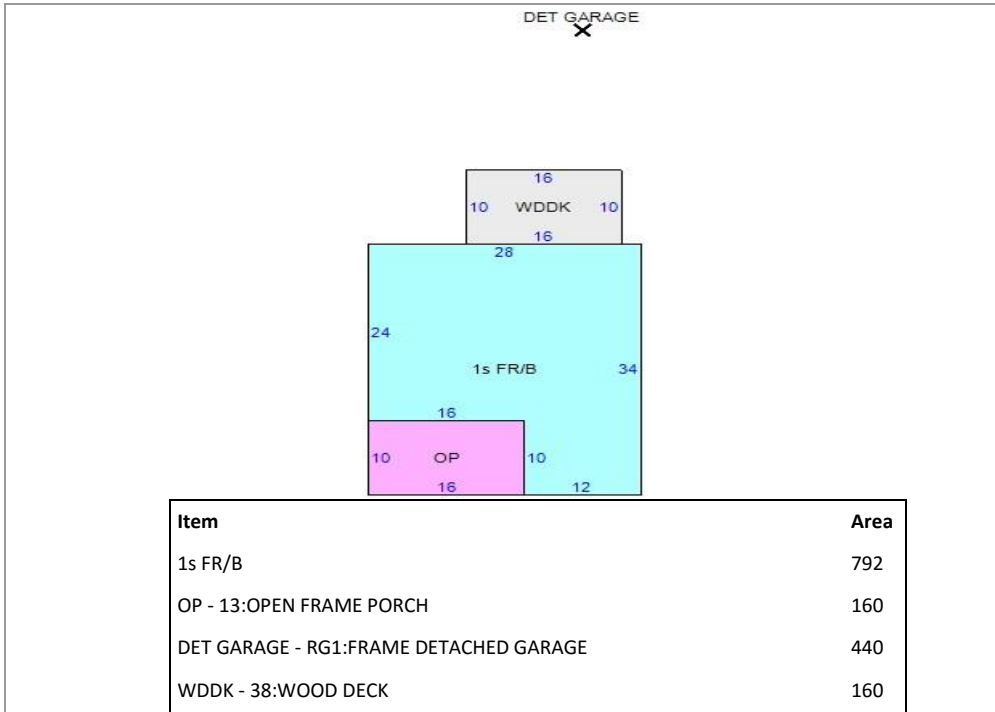 DET GARAGE
16
10 WDDK 10
16
28
24
1s FR/B 34
16
10 OP 10
16 12
Item Area
1s FR/B 792
OP - 13:OPEN FRAME PORCH 160
DET GARAGE - RG1:FRAME DETACHED GARAGE 440
WDDK - 38:WOOD DECK 160